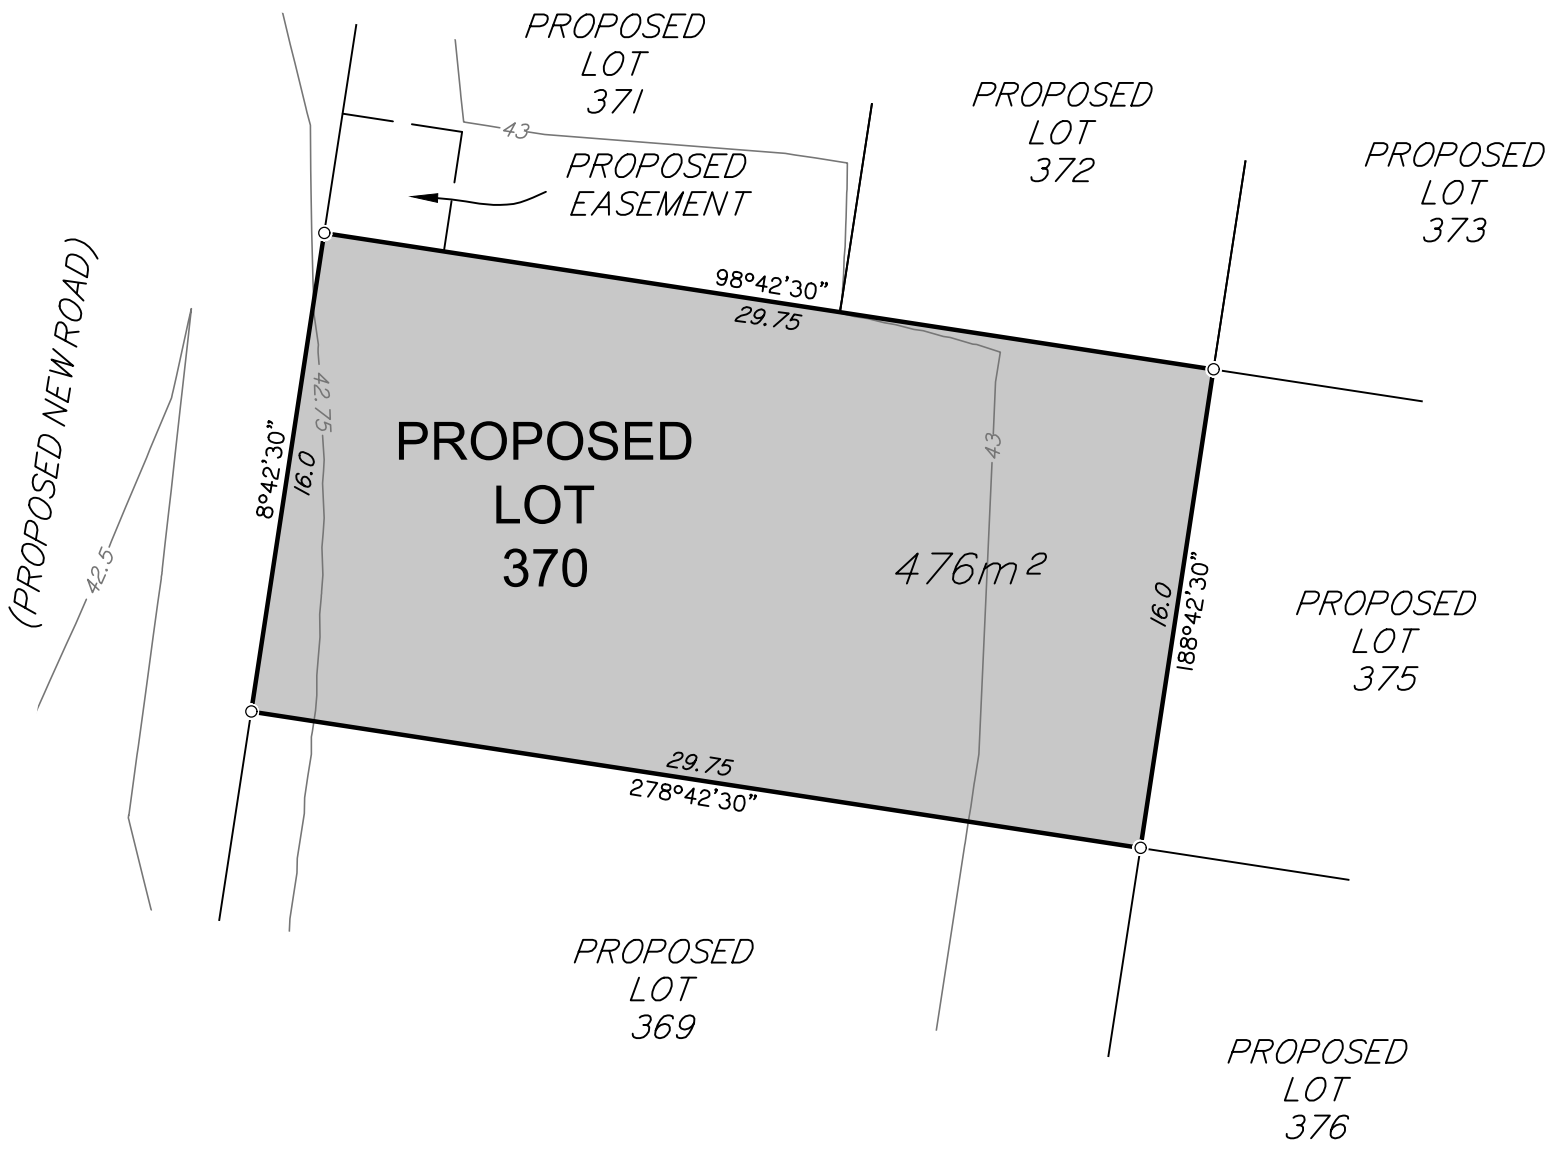 PROPOSED
LOT
371
PROPOSED
LOT
372
PROPOSED
LOT
373
43
PROPOSED
EASEMENT
(PROPOSED NEW ROAD)
98°42'30"
29.75
42.75
8°42'30"
16.0
PROPOSED
LOT
370
43
476m²
42.5
16.0
188°42'30"
PROPOSED
LOT
375
29.75
278°42'30"
PROPOSED
LOT
369
PROPOSED
LOT
376